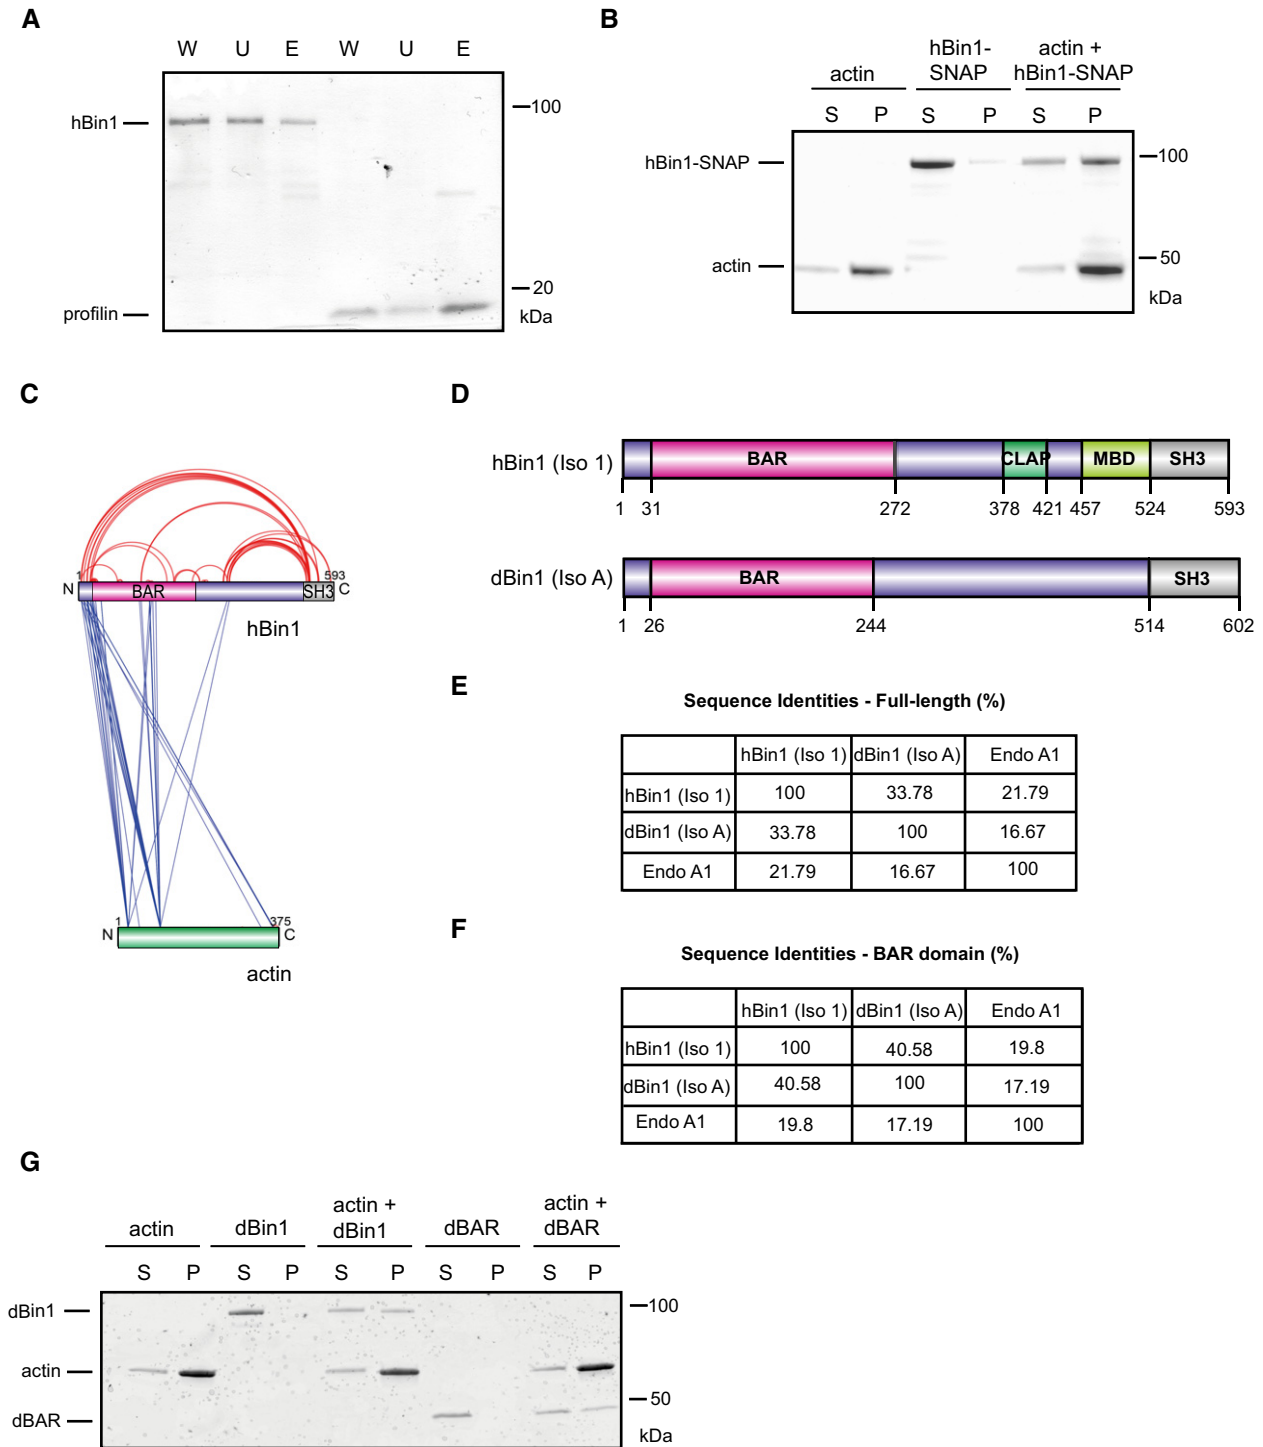 A
W U E W U E
hBin1
100
20
profilin
kDa
B
actin
hBin1-
SNAP
actin +
hBin1-SNAP
S P S P S P
hBin1-SNAP
100
actin
50
kDa
C
1 593
N BAR SH3 C
hBin1
1 375
N C
actin
D
hBin1 (Iso 1)
BAR CLAP MBD SH3
1 31 272 378 421 457 524 593
dBin1 (Iso A)
BAR SH3
1 26 244 514 602
E
Sequence Identities - Full-length (%)
hBin1 (Iso 1) dBin1 (Iso A) Endo A1
hBin1 (Iso 1) 100 33.78 21.79
dBin1 (Iso A) 33.78 100 16.67
Endo A1 21.79 16.67 100
F
Sequence Identities - BAR domain (%)
hBin1 (Iso 1) dBin1 (Iso A) Endo A1
hBin1 (Iso 1) 100 40.58 19.8
dBin1 (Iso A) 40.58 100 17.19
Endo A1 19.8 17.19 100
G
actin
dBin1
actin +
dBin1
dBAR
actin +
dBAR
S P S P S P S P S P
dBin1
100
actin
50
dBAR
kDa